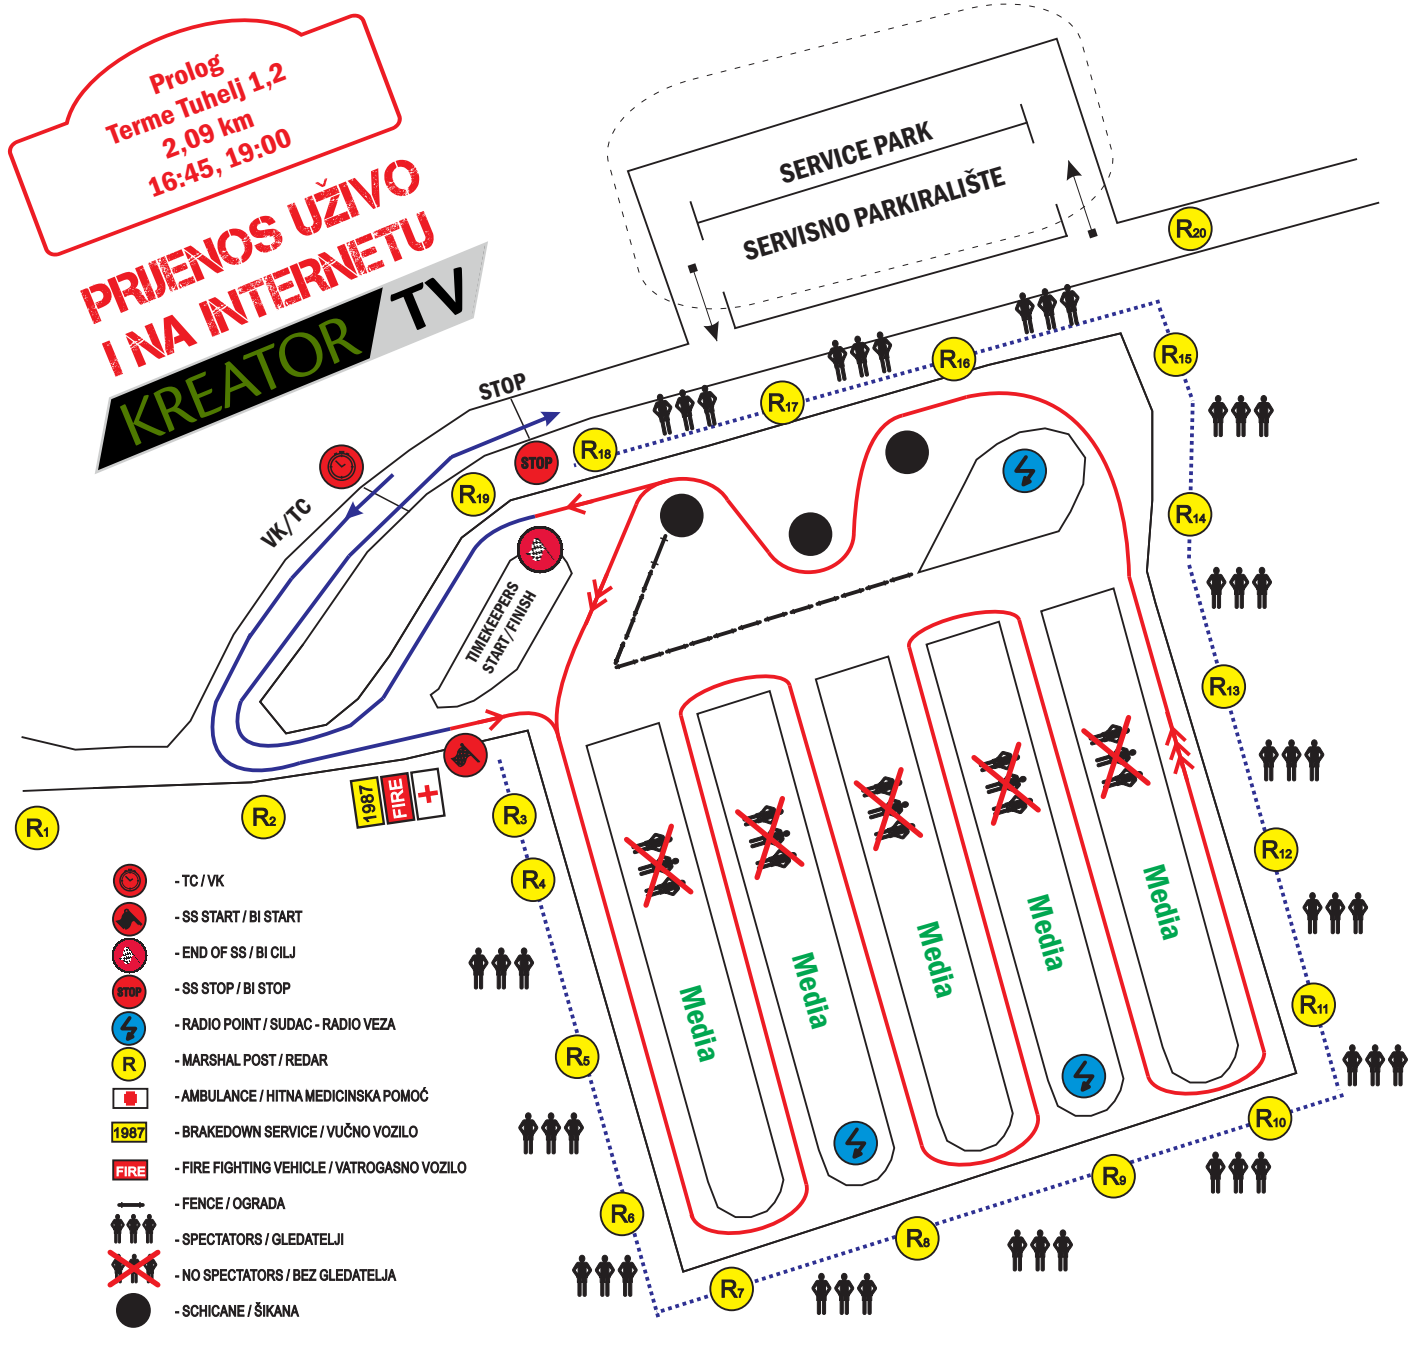 Prolog
Terme Tuhelj 1,2
2,09 km
16:45, 19:00
PRIJENOS UŽIVO
I NA INTERNETU
KREATOR TV
SERVICE PARK
SERVISNO PARKIRALIŠTE
R20
STOP
VK/TC
STOP
R19
R18
R17
R16
R15
R14
R13
R12
R11
R10
R9
R8
R7
R6
R5
R4
R3
R2
R1
TIMEKEEPERS
START/FINISH
1987
FIRE
Media
Media
Media
Media
Media
- TC / VK
- SS START / BI START
- END OF SS / BI CILJ
STOP
- SS STOP / BI STOP
- RADIO POINT / SUDAC - RADIO VEZA
R
- MARSHAL POST / REDAR
- AMBULANCE / HITNA MEDICINSKA POMOĆ
1987
- BRAKEDOWN SERVICE / VUČNO VOZILO
FIRE
- FIRE FIGHTING VEHICLE / VATROGASNO VOZILO
- FENCE / OGRADA
- SPECTATORS / GLEDATELJI
- NO SPECTATORS / BEZ GLEDATELJA
- SCHICANE / ŠIKANA